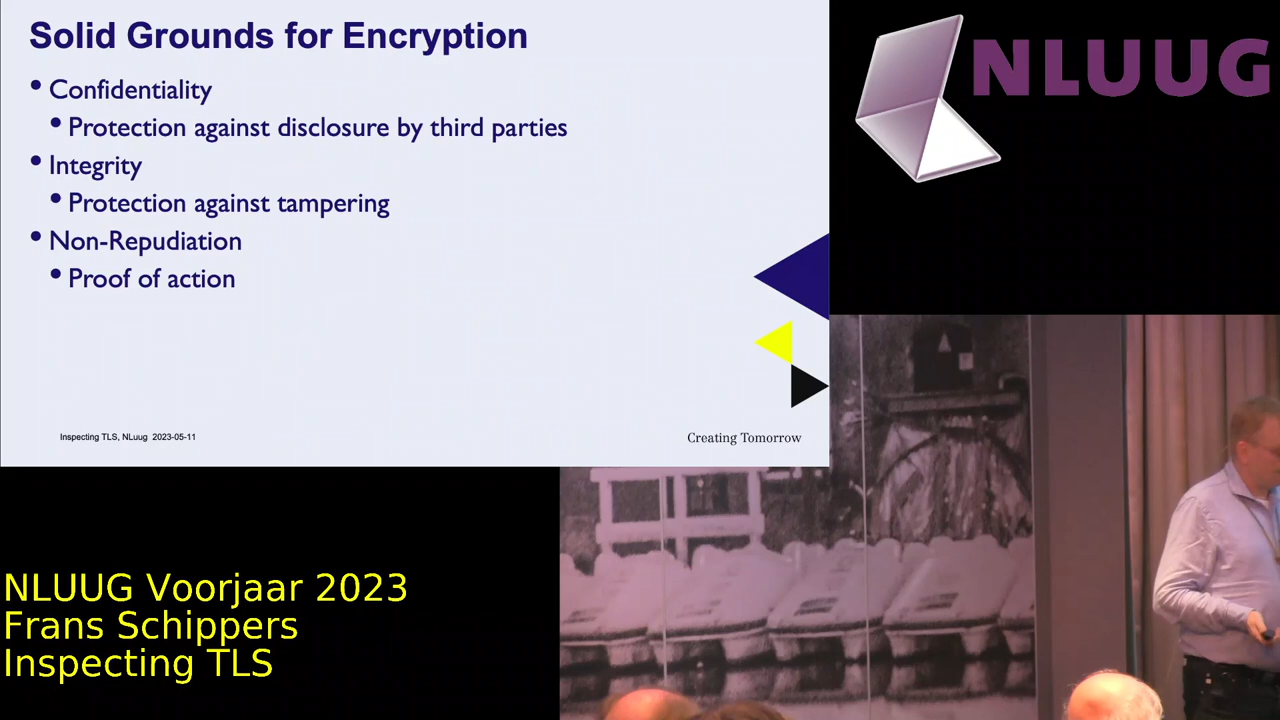 Solid Grounds for Encryption
• Confidentiality
• Protection against disclosure by third parties
• Integrity
• Protection against tampering
• Non-Repudiation
• Proof of action
Inspecting TLS, NLuug 2023-05-11
Creating Tomorrow
NLUUG
NLUUG Voorjaar 2023
Frans Schippers
Inspecting TLS